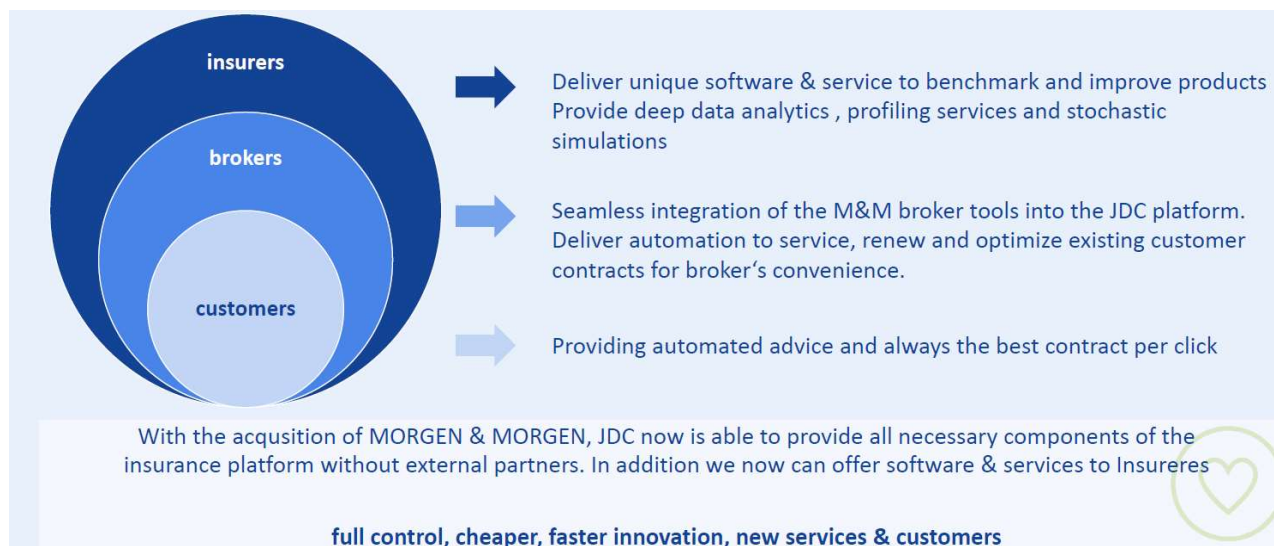 insurers
brokers
customers
Deliver unique software & service to benchmark and improve products
Provide deep data analytics , profiling services and stochastic
simulations
Seamless integration of the M&M broker tools into the JDC platform.
Deliver automation to service, renew and optimize existing customer
contracts for broker‘s convenience.
Providing automated advice and always the best contract per click
With the acqusition of MORGEN & MORGEN, JDC now is able to provide all necessary components of the
insurance platform without external partners. In addition we now can offer software & services to Insureres
full control, cheaper, faster innovation, new services & customers